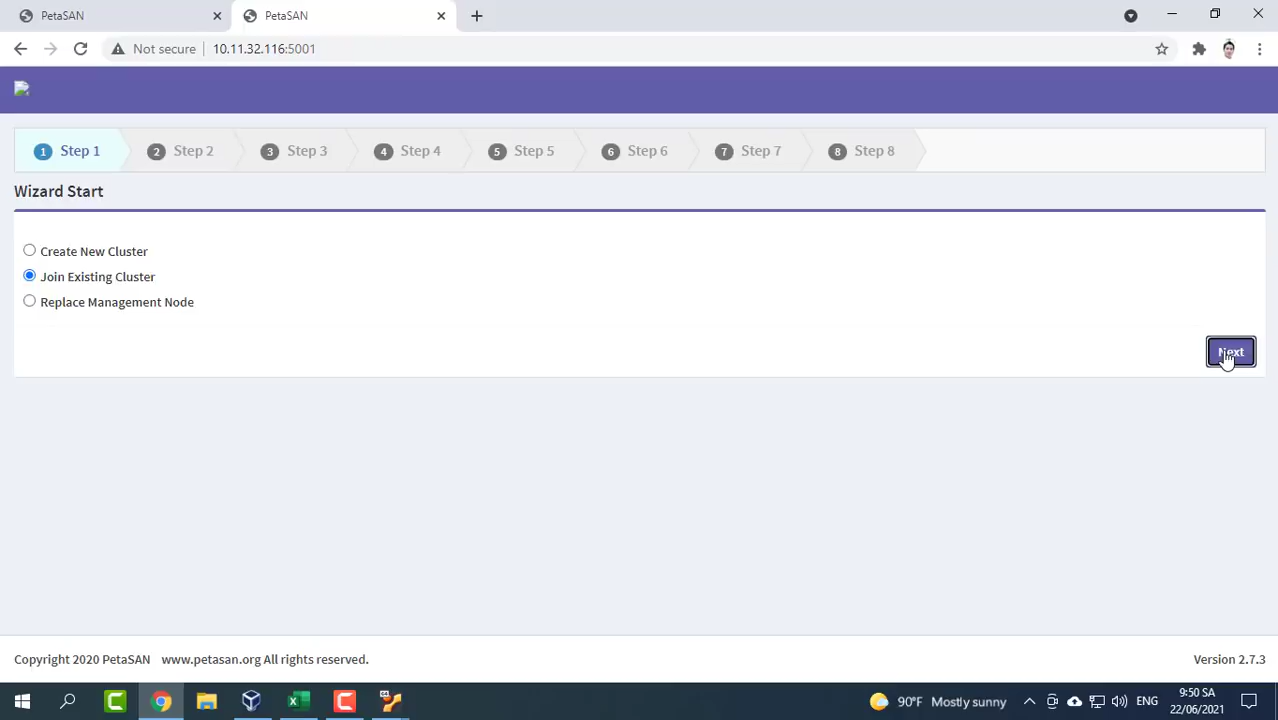 PetaSAN
PetaSAN
Not secure
10.11.32.116:5001
1 Step 1
2 Step 2
3 Step 3
4 Step 4
5 Step 5
6 Step 6
7 Step 7
8 Step 8
Wizard Start
Create New Cluster
Join Existing Cluster
Replace Management Node
Next
Copyright 2020 PetaSAN www.petasan.org All rights reserved.
Version 2.7.3
90°F Mostly sunny
ENG
9:50 SA
22/06/2021